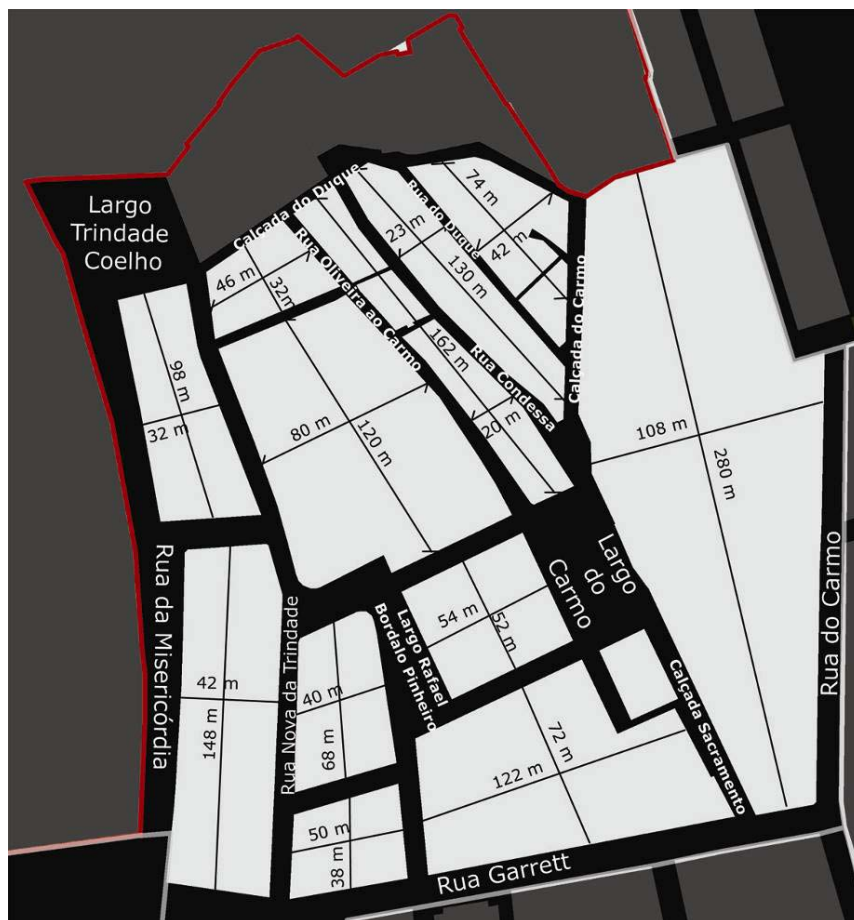 Largo
Trindade
Coelho
Calçada do Duque
Rua do Duque
74 m
42 m
23 m
130 m
46 m
32m
Rua Oliveira ao Carmo
162 m
Rua Condessa
20 m
Calçada do Carmo
98 m
32 m
80 m
120 m
108 m
280 m
Rua da Misericórdia
Rua Nova da Trindade
Largo Rafael
Bordalo Pinheiro
54 m
52 m
Largo
do
Carmo
Rua do Carmo
42 m
148 m
40 m
68 m
Calçada Sacramento
72 m
122 m
50 m
38 m
Rua Garrett